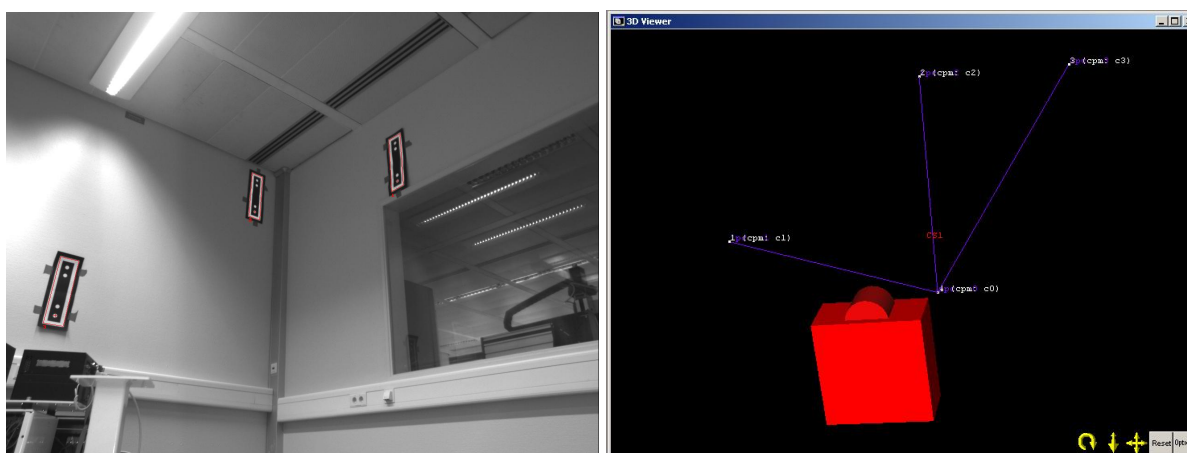 3D Viewer
3p(cpm: c3)
2p(cpm: c2)
1p(cpm: c1)
CS1
4p(cpm: c0)
Reset